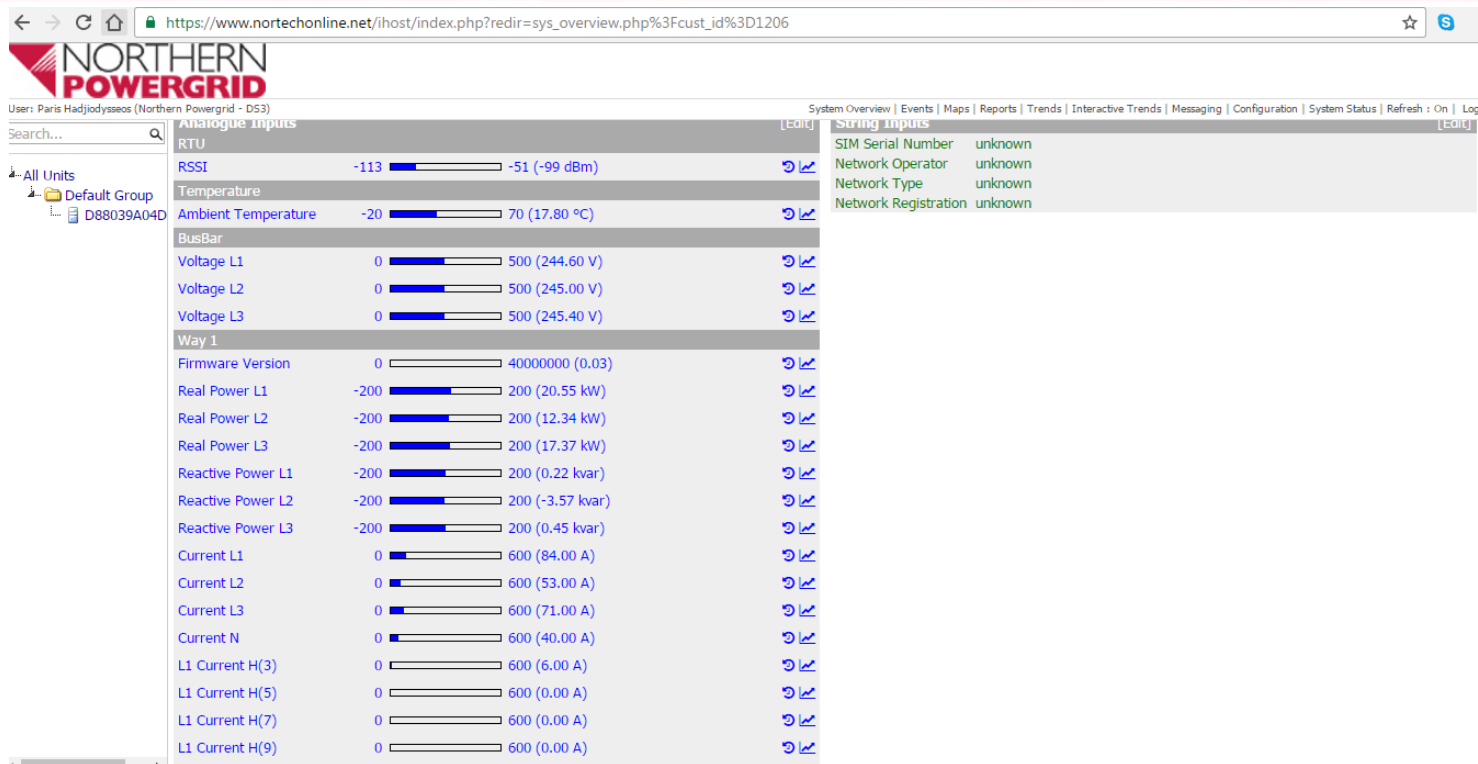 https://www.nortechonline.net/ihost/index.php?redir=sys_overview.php%3Fcust_id%3D1206
NORTHERN
POWERGRID
User: Paris Hadjiodysseos (Northern Powergrid - DS3)
System Overview | Events | Maps | Reports | Trends | Interactive Trends | Messaging | Configuration | System Status | Refresh : On | Log
Search...
All Units
Default Group
D88039A04D
Analogue Inputs [Edit]
RTU
RSSI -113 -51 (-99 dBm)
Temperature
Ambient Temperature -20 70 (17.80 °C)
BusBar
Voltage L1 0 500 (244.60 V)
Voltage L2 0 500 (245.00 V)
Voltage L3 0 500 (245.40 V)
Way 1
Firmware Version 0 40000000 (0.03)
Real Power L1 -200 200 (20.55 kW)
Real Power L2 -200 200 (12.34 kW)
Real Power L3 -200 200 (17.37 kW)
Reactive Power L1 -200 200 (0.22 kvar)
Reactive Power L2 -200 200 (-3.57 kvar)
Reactive Power L3 -200 200 (0.45 kvar)
Current L1 0 600 (84.00 A)
Current L2 0 600 (53.00 A)
Current L3 0 600 (71.00 A)
Current N 0 600 (40.00 A)
L1 Current H(3) 0 600 (6.00 A)
L1 Current H(5) 0 600 (0.00 A)
L1 Current H(7) 0 600 (0.00 A)
L1 Current H(9) 0 600 (0.00 A)
String Inputs [Edit]
SIM Serial Number unknown
Network Operator unknown
Network Type unknown
Network Registration unknown